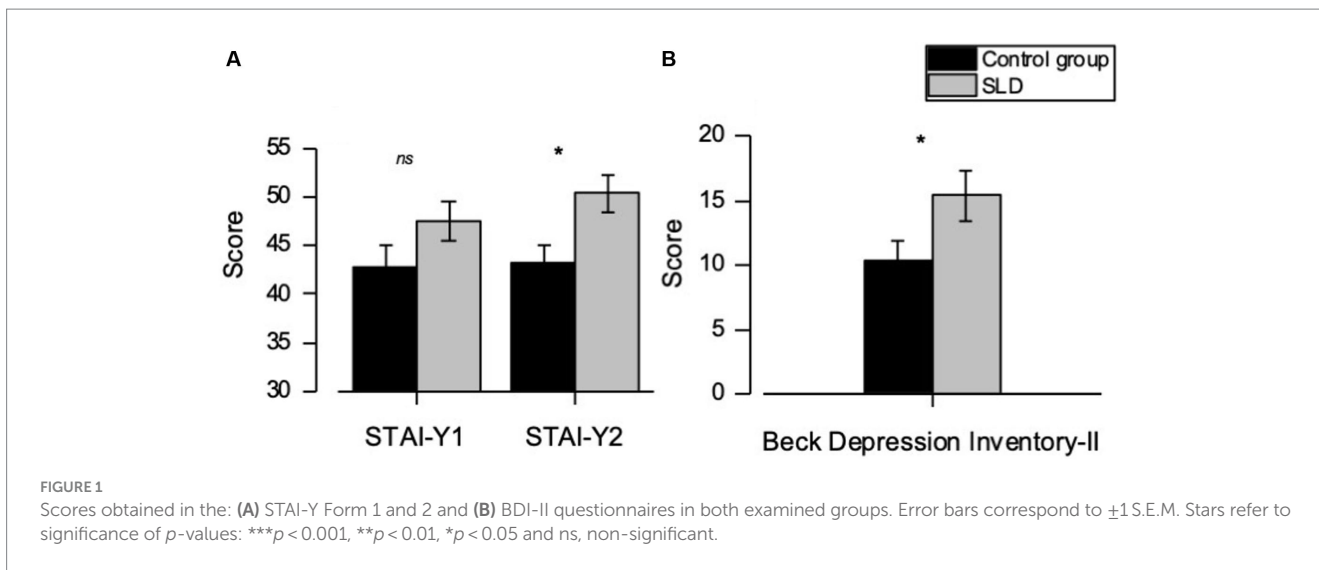 A
B
Control group
SLD
55
50
45
40
35
30
Score
ns
*
STAI-Y1
STAI-Y2
20
15
10
5
0
Score
*
Beck Depression Inventory-II
FIGURE 1
Scores obtained in the: (A) STAI-Y Form 1 and 2 and (B) BDI-II questionnaires in both examined groups. Error bars correspond to ±1 S.E.M. Stars refer to
significance of p-values: ***p < 0.001, **p < 0.01, *p < 0.05 and ns, non-significant.